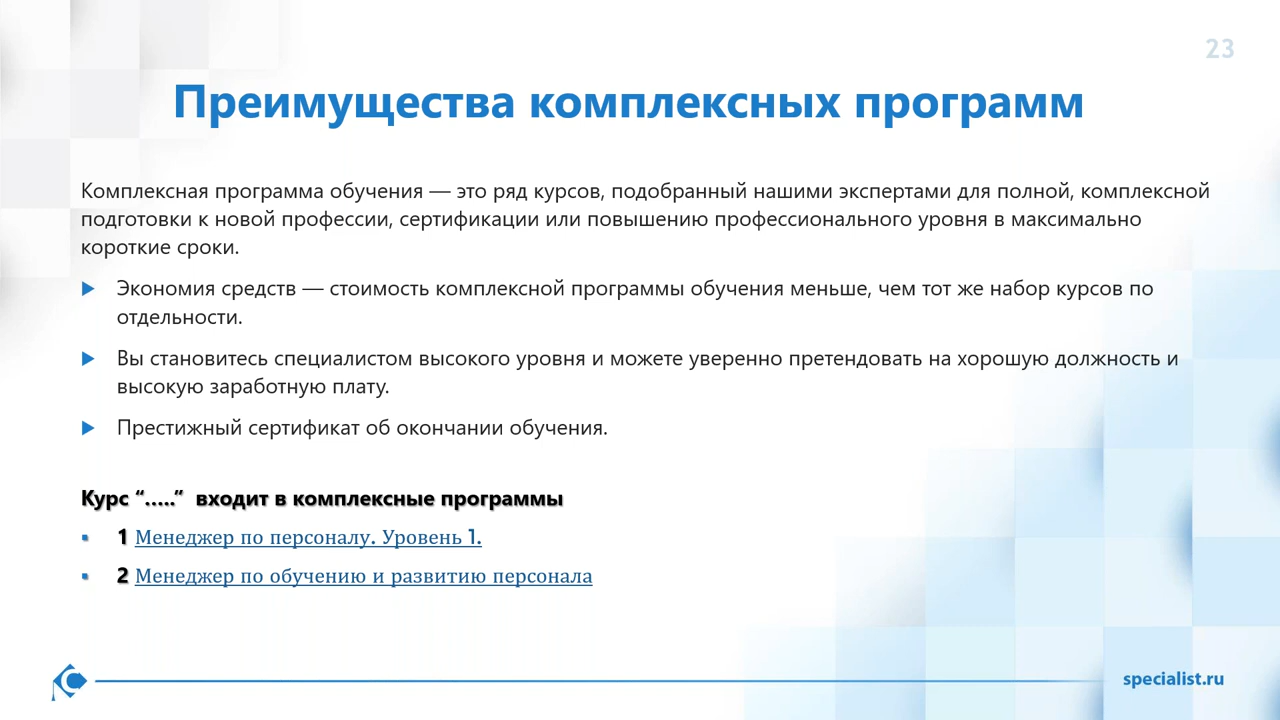 23
Преимущества комплексных программ
Комплексная программа обучения — это ряд курсов, подобранный нашими экспертами для полной, комплексной
подготовки к новой профессии, сертификации или повышению профессионального уровня в максимально
короткие сроки.
Экономия средств — стоимость комплексной программы обучения меньше, чем тот же набор курсов по
отдельности.
Вы становитесь специалистом высокого уровня и можете уверенно претендовать на хорошую должность и
высокую заработную плату.
Престижный сертификат об окончании обучения.
Курс “.....” входит в комплексные программы
1 Менеджер по персоналу. Уровень 1.
2 Менеджер по обучению и развитию персонала
specialist.ru